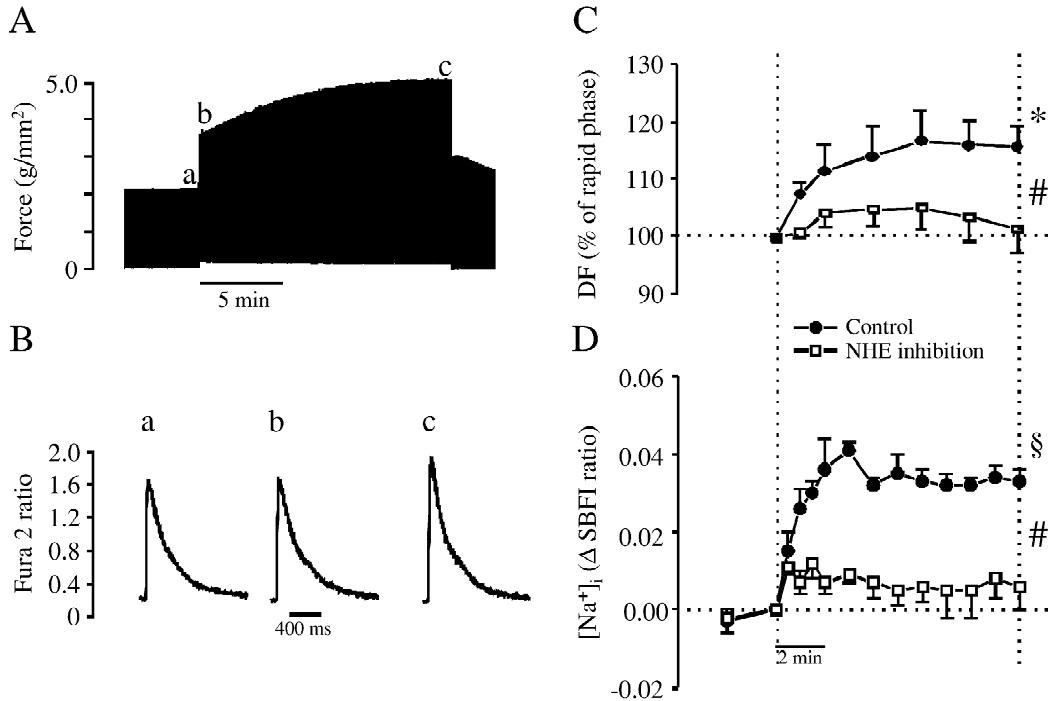 A
Force (g/mm²)
5.0
0
a
b
c
5 min
B
Fura 2 ratio
2.0
1.6
1.2
0.8
0.4
0
a
b
c
400 ms
C
DF (% of rapid phase)
130
120
110
100
90
*
#
Control
NHE inhibition
D
[Na⁺]ᵢ (Δ SBFI ratio)
0.06
0.04
0.02
0.00
-0.02
§
#
2 min